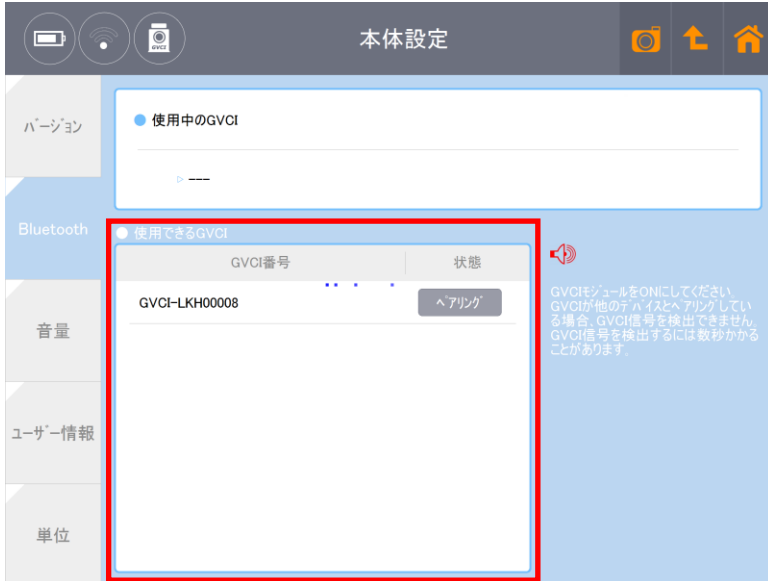 GVCI
本体設定
バージョン
● 使用中のGVCI
▷ ---
Bluetooth
● 使用できるGVCI
GVCI番号 状態
GVCI-LKH00008 ペアリング
GVCIモジュールをONにしてください.
GVCIが他のデバイスとペアリングしてい
る場合、GVCI信号を検出できません.
GVCI信号を検出するには数秒かかる
ことがあります.
音量
ユーザー情報
単位